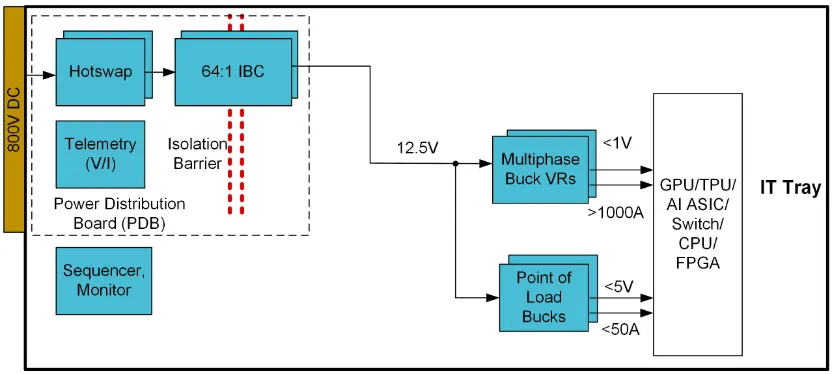 800V DC
Hotswap
64:1 IBC
Telemetry
(V/I)
Isolation
Barrier
Power Distribution
Board (PDB)
Sequencer,
Monitor
12.5V
Multiphase
Buck VRs
<1V
>1000A
Point of
Load
Bucks
<5V
<50A
GPU/TPU/
AI ASIC/
Switch/
CPU/
FPGA
IT Tray